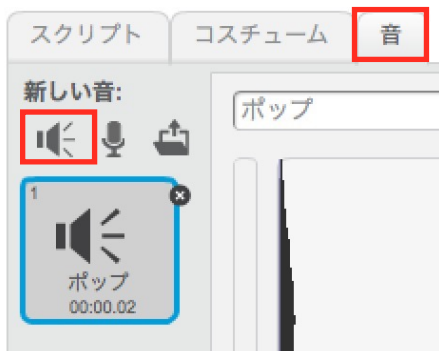 スクリプト コスチューム 音
新しい音:
ポップ
1
ポップ
00:00.02